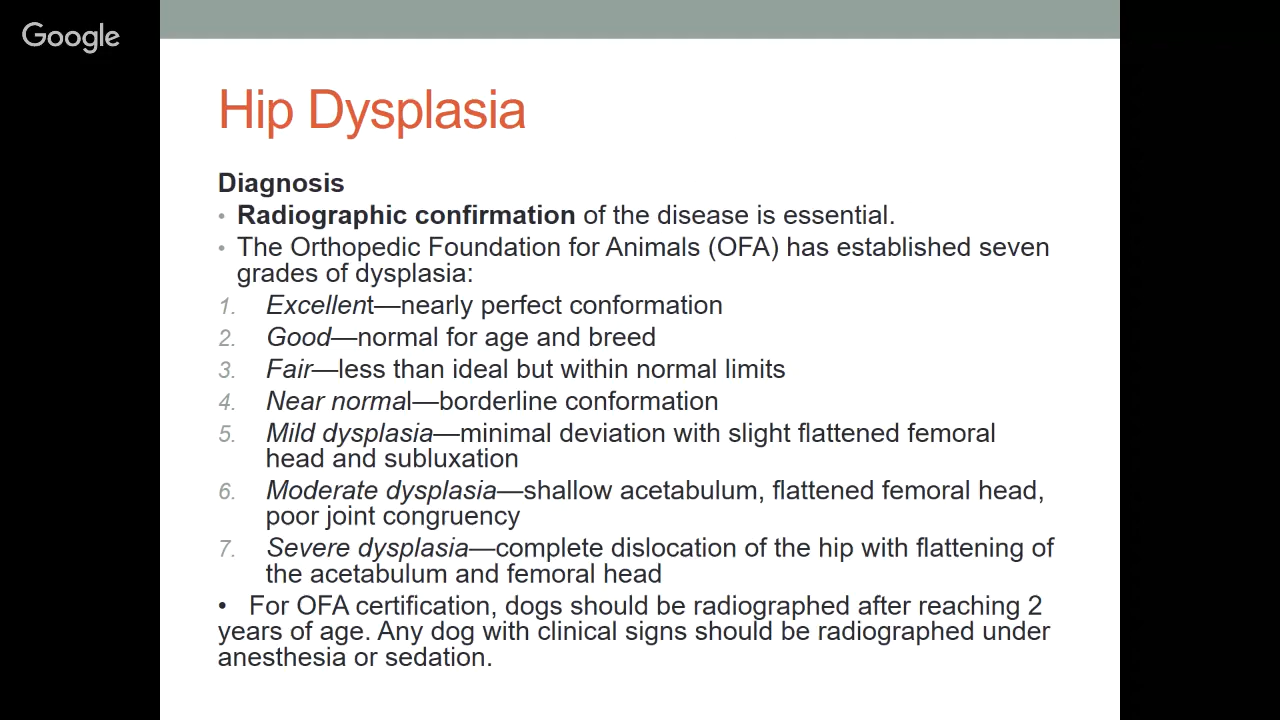 Google
Hip Dysplasia
Diagnosis
• Radiographic confirmation of the disease is essential.
• The Orthopedic Foundation for Animals (OFA) has established seven
grades of dysplasia:
1. Excellent—nearly perfect conformation
2. Good—normal for age and breed
3. Fair—less than ideal but within normal limits
4. Near normal—borderline conformation
5. Mild dysplasia—minimal deviation with slight flattened femoral
head and subluxation
6. Moderate dysplasia—shallow acetabulum, flattened femoral head,
poor joint congruency
7. Severe dysplasia—complete dislocation of the hip with flattening of
the acetabulum and femoral head
• For OFA certification, dogs should be radiographed after reaching 2
years of age. Any dog with clinical signs should be radiographed under
anesthesia or sedation.